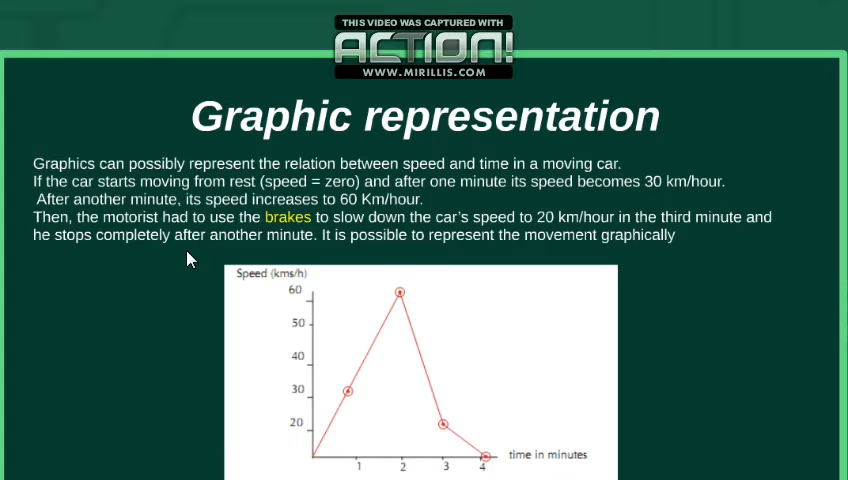 THIS VIDEO WAS CAPTURED WITH
ACTION!
WWW.MIRILLIS.COM
Graphic representation
Graphics can possibly represent the relation between speed and time in a moving car.
If the car starts moving from rest (speed = zero) and after one minute its speed becomes 30 km/hour.
After another minute, its speed increases to 60 Km/hour.
Then, the motorist had to use the brakes to slow down the car’s speed to 20 km/hour in the third minute and
he stops completely after another minute. It is possible to represent the movement graphically
Speed (kms/h)
60
50
40
30
20
time in minutes
1 2 3 4